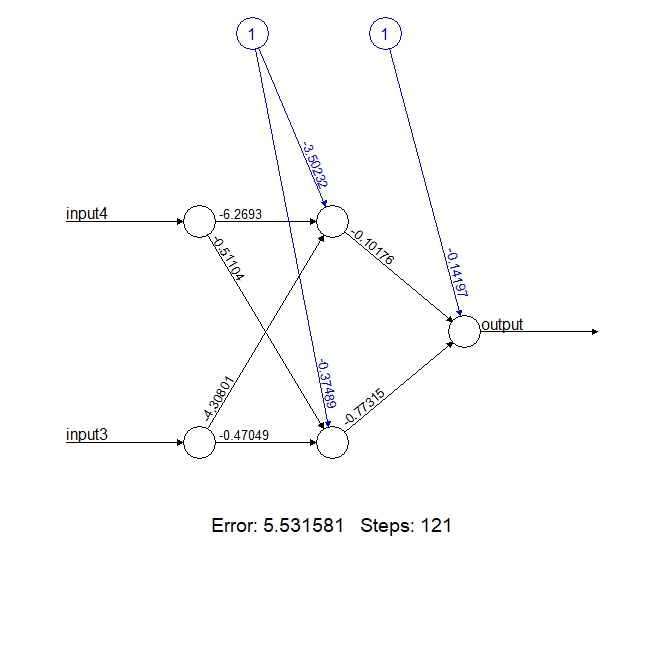 1
1
-3.50232
input4
-6.2693
-0.51104
-0.10176
-0.14197
output
-0.37489
-4.30801
-0.77315
input3
-0.47049
Error: 5.531581 Steps: 121